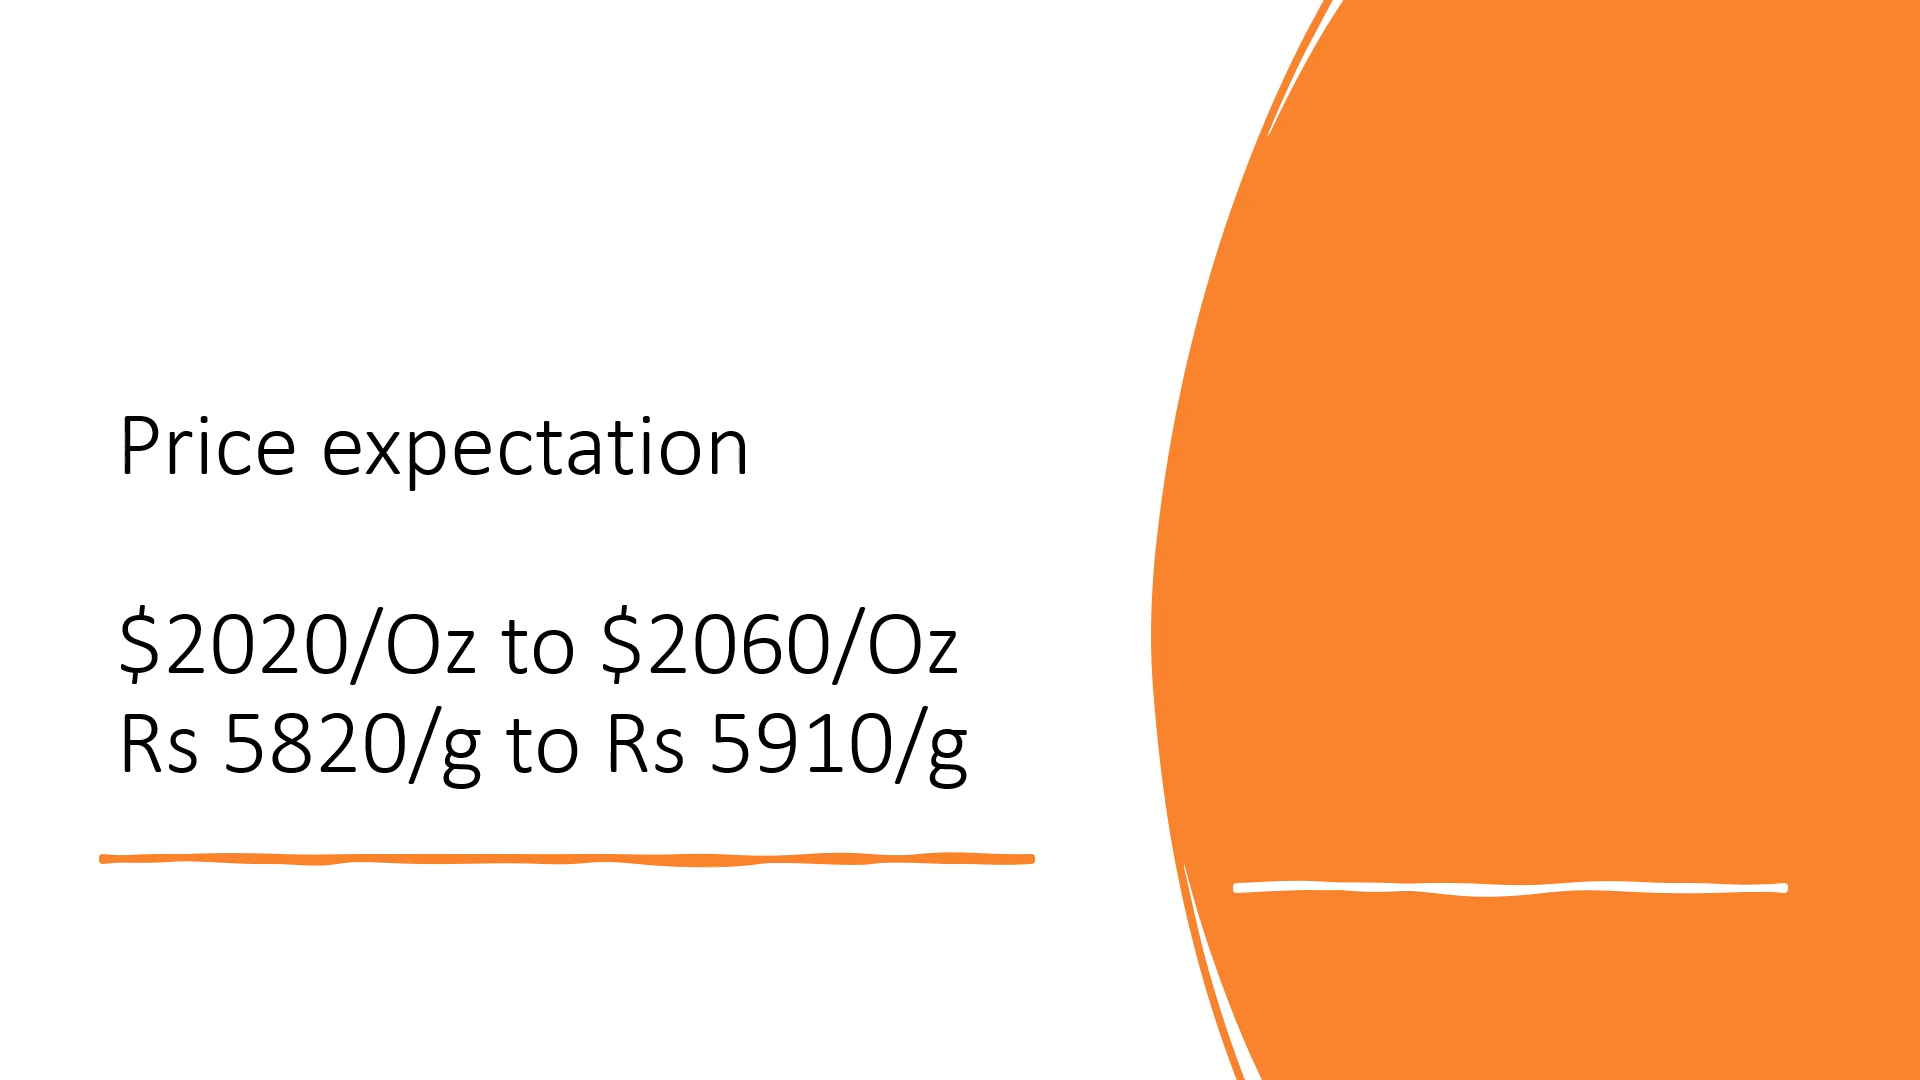 Price expectation
$2020/Oz to $2060/Oz
Rs 5820/g to Rs 5910/g